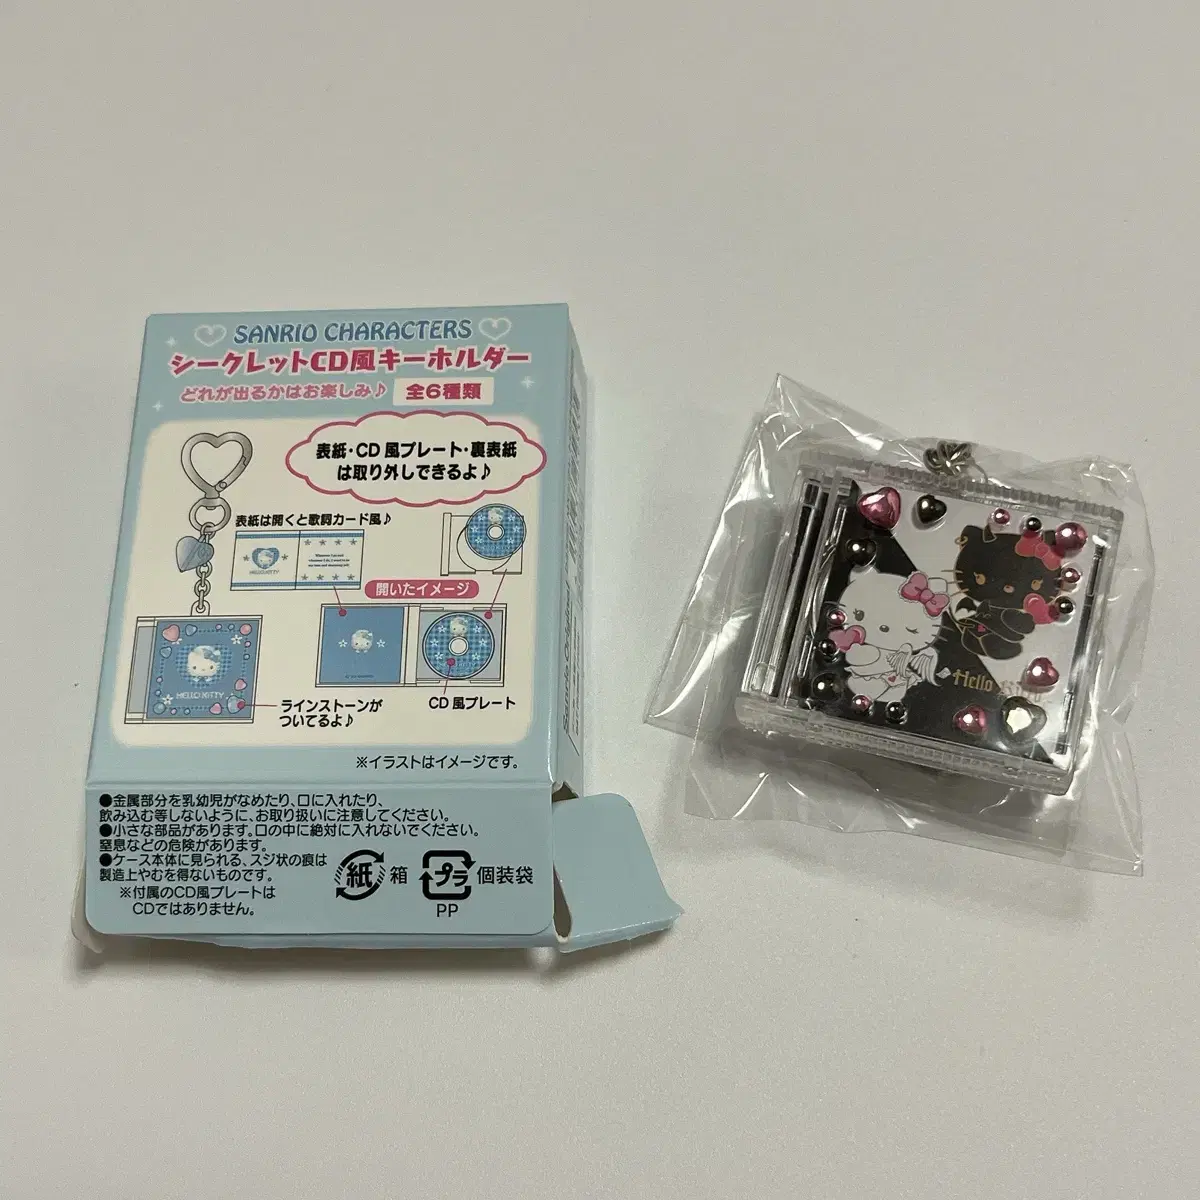 SANRIO CHARACTERS
シークレットCD風キーホルダー
どれが出るかはお楽しみ♪ 全6種類
表紙・CD風プレート・裏表紙
は取り外しできるよ♪
表紙は開くと歌詞カード風♪
HELLO KITTY
開いたイメージ
HELLO KITTY
CD風プレート
ラインストーンが
ついてるよ♪
※イラストはイメージです。
●金属部分を乳幼児がなめたり、口に入れたり、
飲み込む等しないように、お取り扱いに注意してください。
●小さな部品があります。口の中に絶対に入れないでください。
窒息などの危険があります。
●ケース本体に見られる、スジ状の痕は
製造上やむを得ないものです。
※付属のCD風プレートは
CDではありません。
紙 箱
プラ 個装袋
PP
Hello